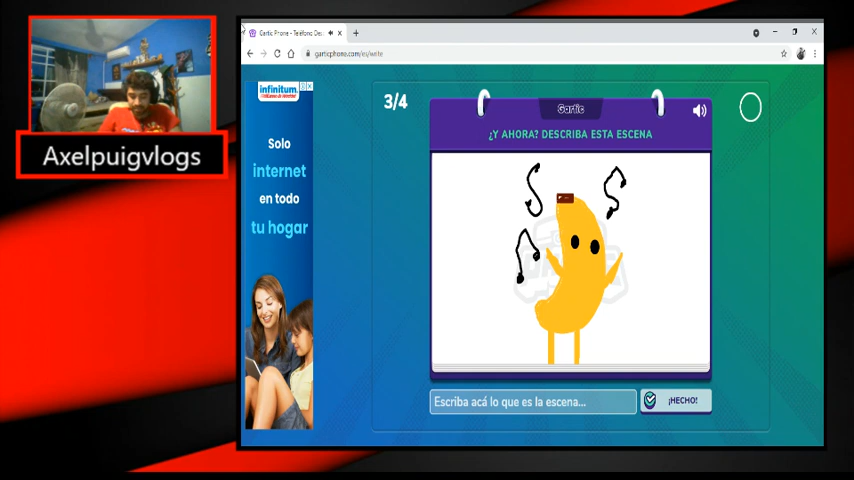 Gartic Phone - Teléfono Des
garticphone.com/es/write
infinitum.
Solo
internet
en todo
tu hogar
3/4
Gartic
¿Y AHORA? DESCRIBA ESTA ESCENA
Escriba acá lo que es la escena...
¡HECHO!
Axelpuigvlogs